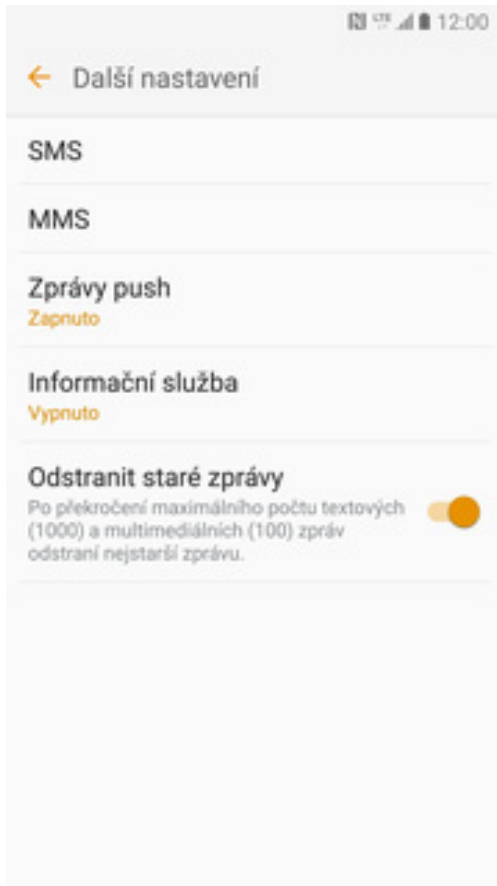 LTE 12:00
Další nastavení
SMS
MMS
Zprávy push
Zapnuto
Informační služba
Vypnuto
Odstranit staré zprávy
Po překročení maximálního počtu textových
(1000) a multimediálních (100) zpráv
odstraní nejstarší zprávu.